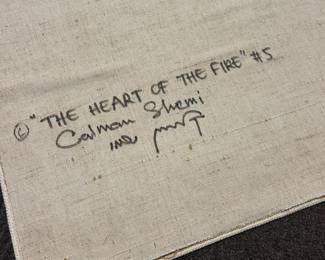 © "THE HEART OF THE FIRE" #5
Calman Shemi